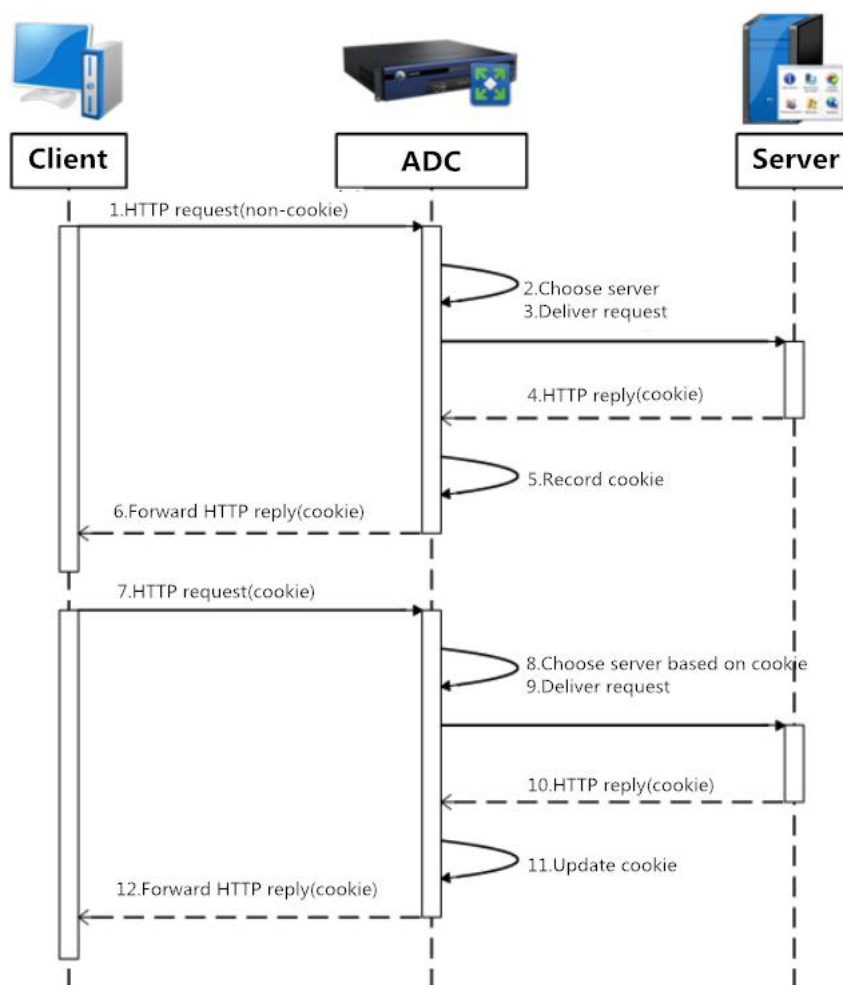 Client
ADC
Server
1.HTTP request(non-cookie)
2.Choose server
3.Deliver request
4.HTTP reply(cookie)
5.Record cookie
6.Forward HTTP reply(cookie)
7.HTTP request(cookie)
8.Choose server based on cookie
9.Deliver request
10.HTTP reply(cookie)
11.Update cookie
12.Forward HTTP reply(cookie)